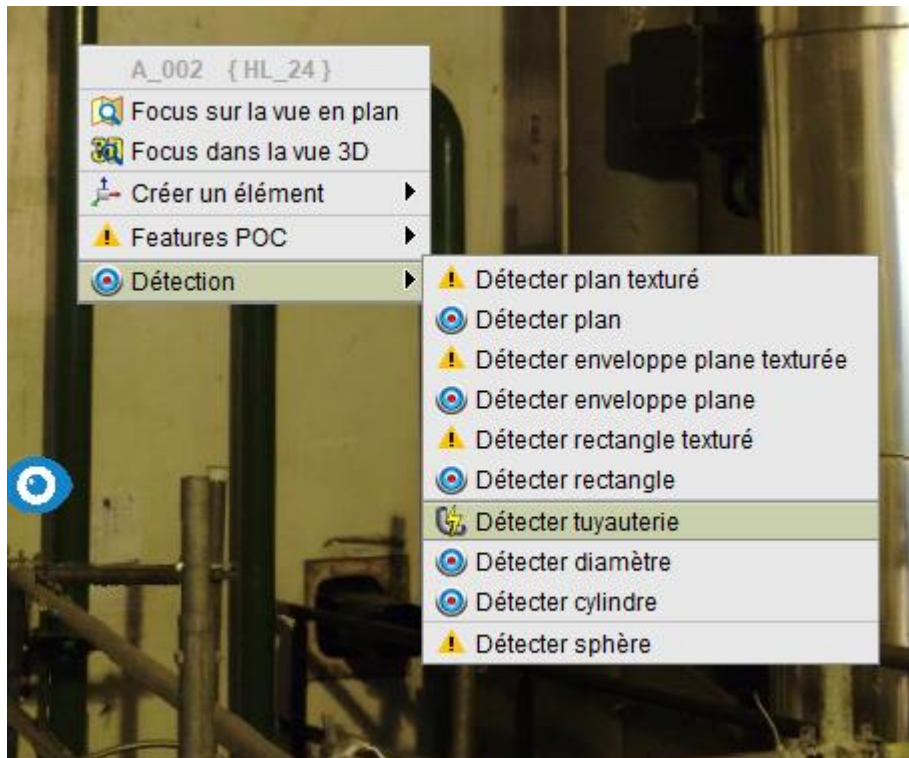 A_002 {HL_24}
Focus sur la vue en plan
Focus dans la vue 3D
Créer un élément
Features POC
Détection
Détecter plan texturé
Détecter plan
Détecter enveloppe plane texturée
Détecter enveloppe plane
Détecter rectangle texturé
Détecter rectangle
Détecter tuyauterie
Détecter diamètre
Détecter cylindre
Détecter sphère